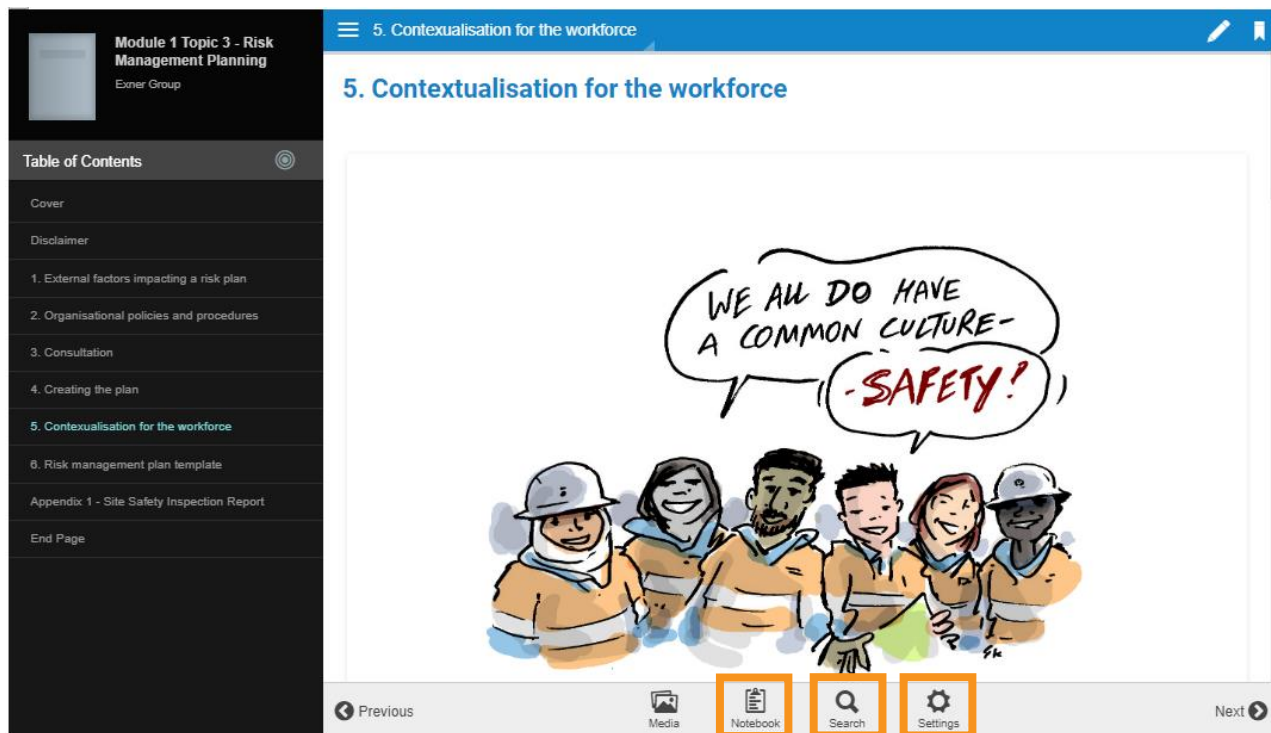 Module 1 Topic 3 - Risk
Management Planning
Exner Group
Table of Contents
Cover
Disclaimer
1. External factors impacting a risk plan
2. Organisational policies and procedures
3. Consultation
4. Creating the plan
5. Contexualisation for the workforce
6. Risk management plan template
Appendix 1 - Site Safety Inspection Report
End Page
5. Contexualisation for the workforce
5. Contextualisation for the workforce
WE ALL DO HAVE
A COMMON CULTURE-
-SAFETY!
Previous
Media
Notebook
Search
Settings
Next